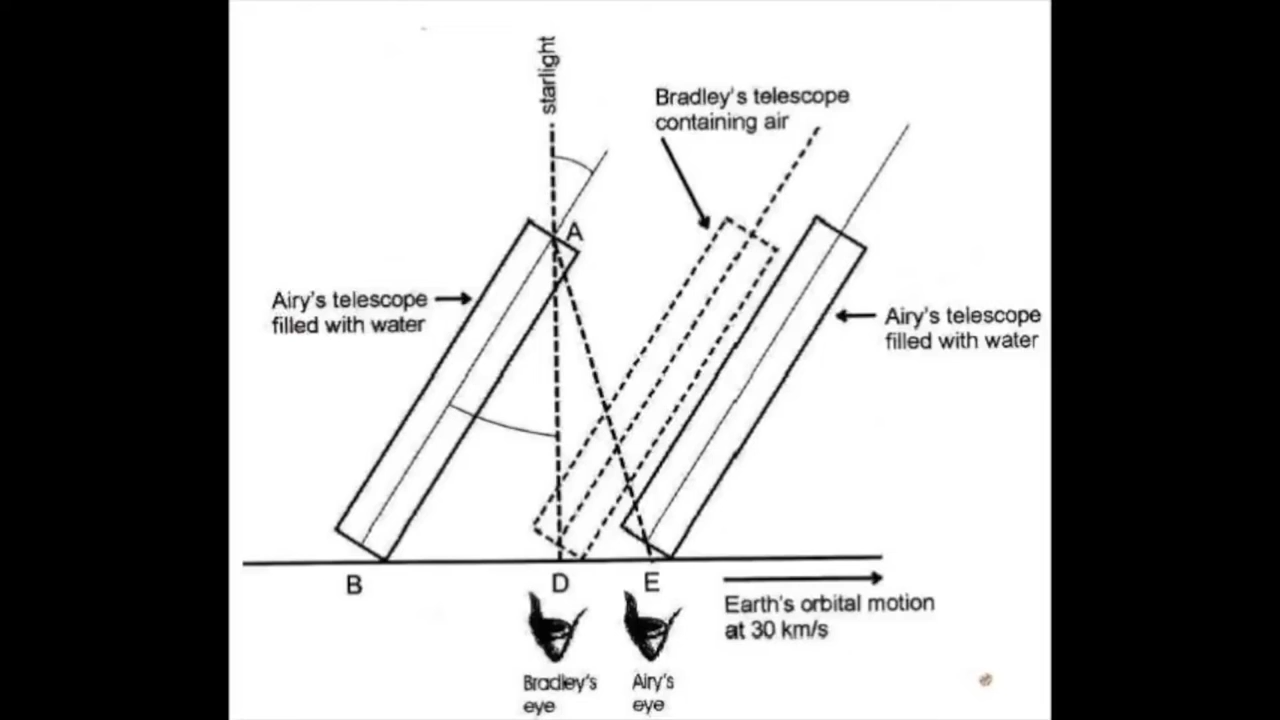 starlight
Bradley's telescope
containing air
A
Airy's telescope
filled with water
Airy's telescope
filled with water
B
D
E
Earth's orbital motion
at 30 km/s
Bradley's
eye
Airy's
eye